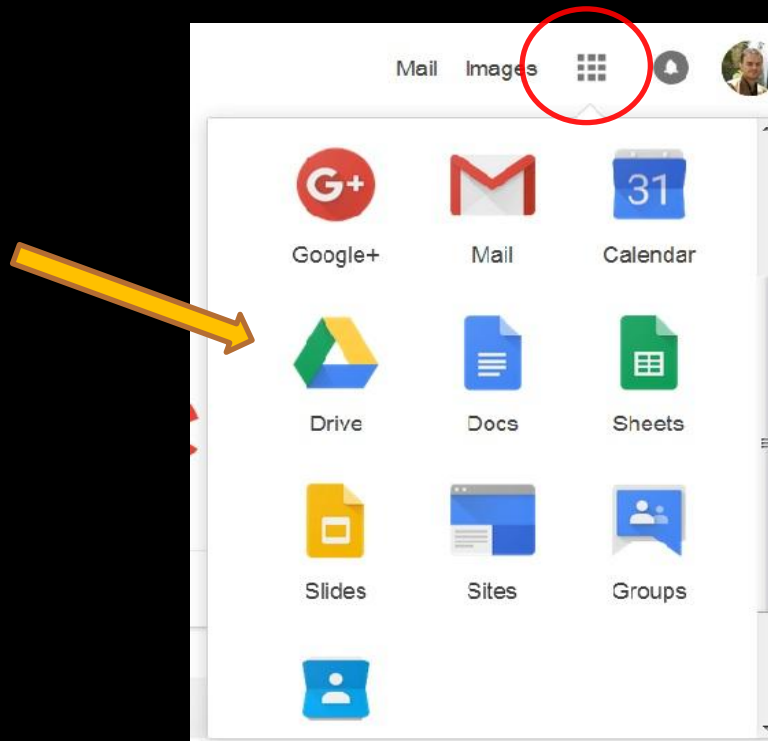 Mail Images
G+
31
Google+ Mail Calendar
Drive Docs Sheets
Slides Sites Groups